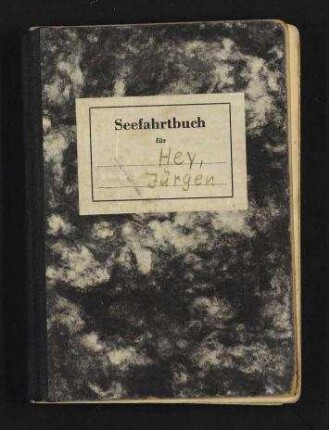 Seefahrtbuch
für
Hey,
Jürgen